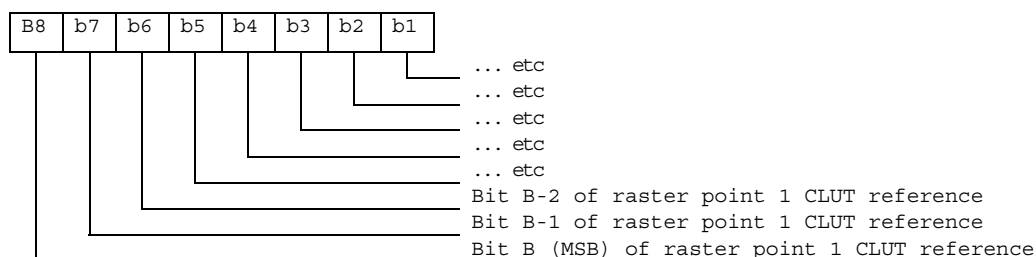 B8 b7 b6 b5 b4 b3 b2 b1
... etc
... etc
... etc
... etc
... etc
Bit B-2 of raster point 1 CLUT reference
Bit B-1 of raster point 1 CLUT reference
Bit B (MSB) of raster point 1 CLUT reference